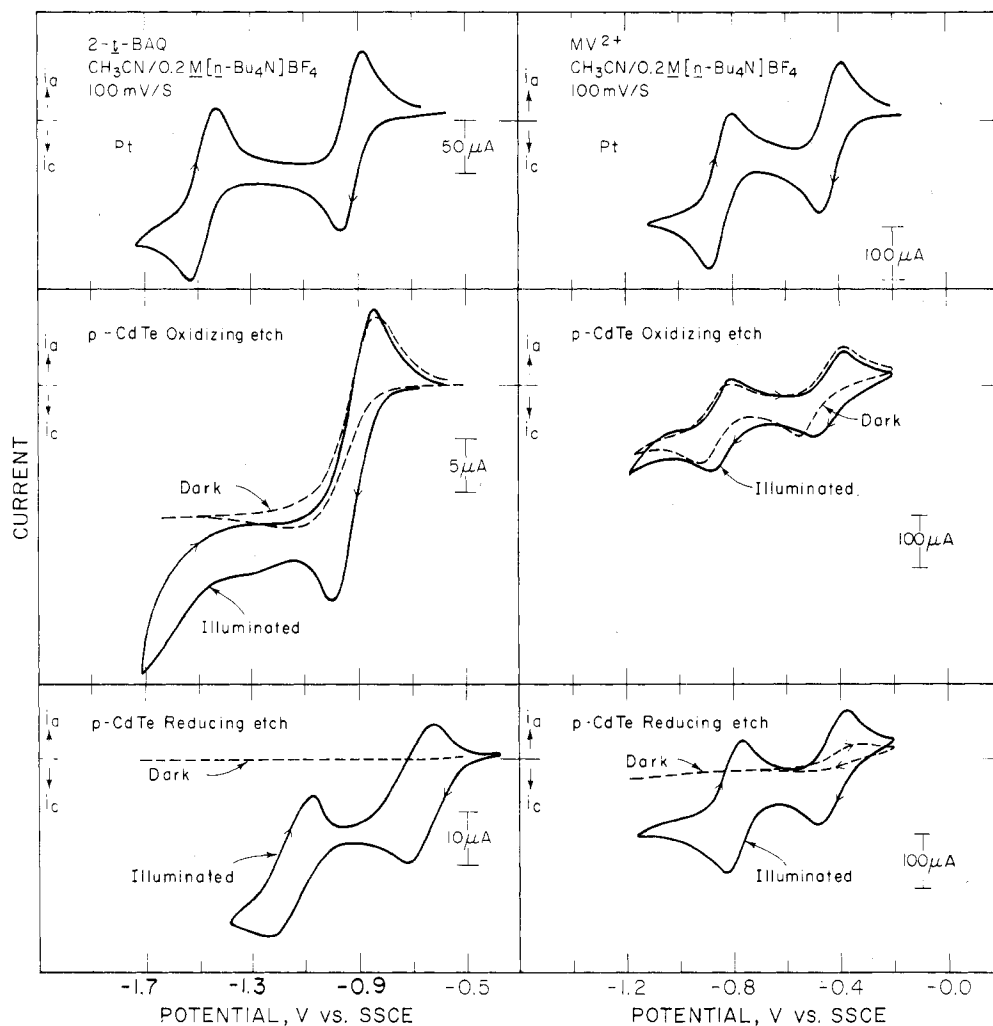 2-t-BAQ
CH3CN/0.2M[n-Bu4N]BF4
100mV/S
ia
ic
Pt
50μA
MV2+
CH3CN/0.2M[n-Bu4N]BF4
100mV/S
ia
ic
Pt
100μA
p-CdTe Oxidizing etch
ia
ic
5μA
Dark
Illuminated
p-CdTe Oxidizing etch
ia
ic
Dark
Illuminated
100μA
CURRENT
p-CdTe Reducing etch
ia
ic
Dark
10μA
Illuminated
p-CdTe Reducing etch
ia
ic
Dark
100μA
Illuminated
-1.7 -1.3 -0.9 -0.5
POTENTIAL, V vs. SSCE
-1.2 -0.8 -0.4 -0.0
POTENTIAL, V vs. SSCE